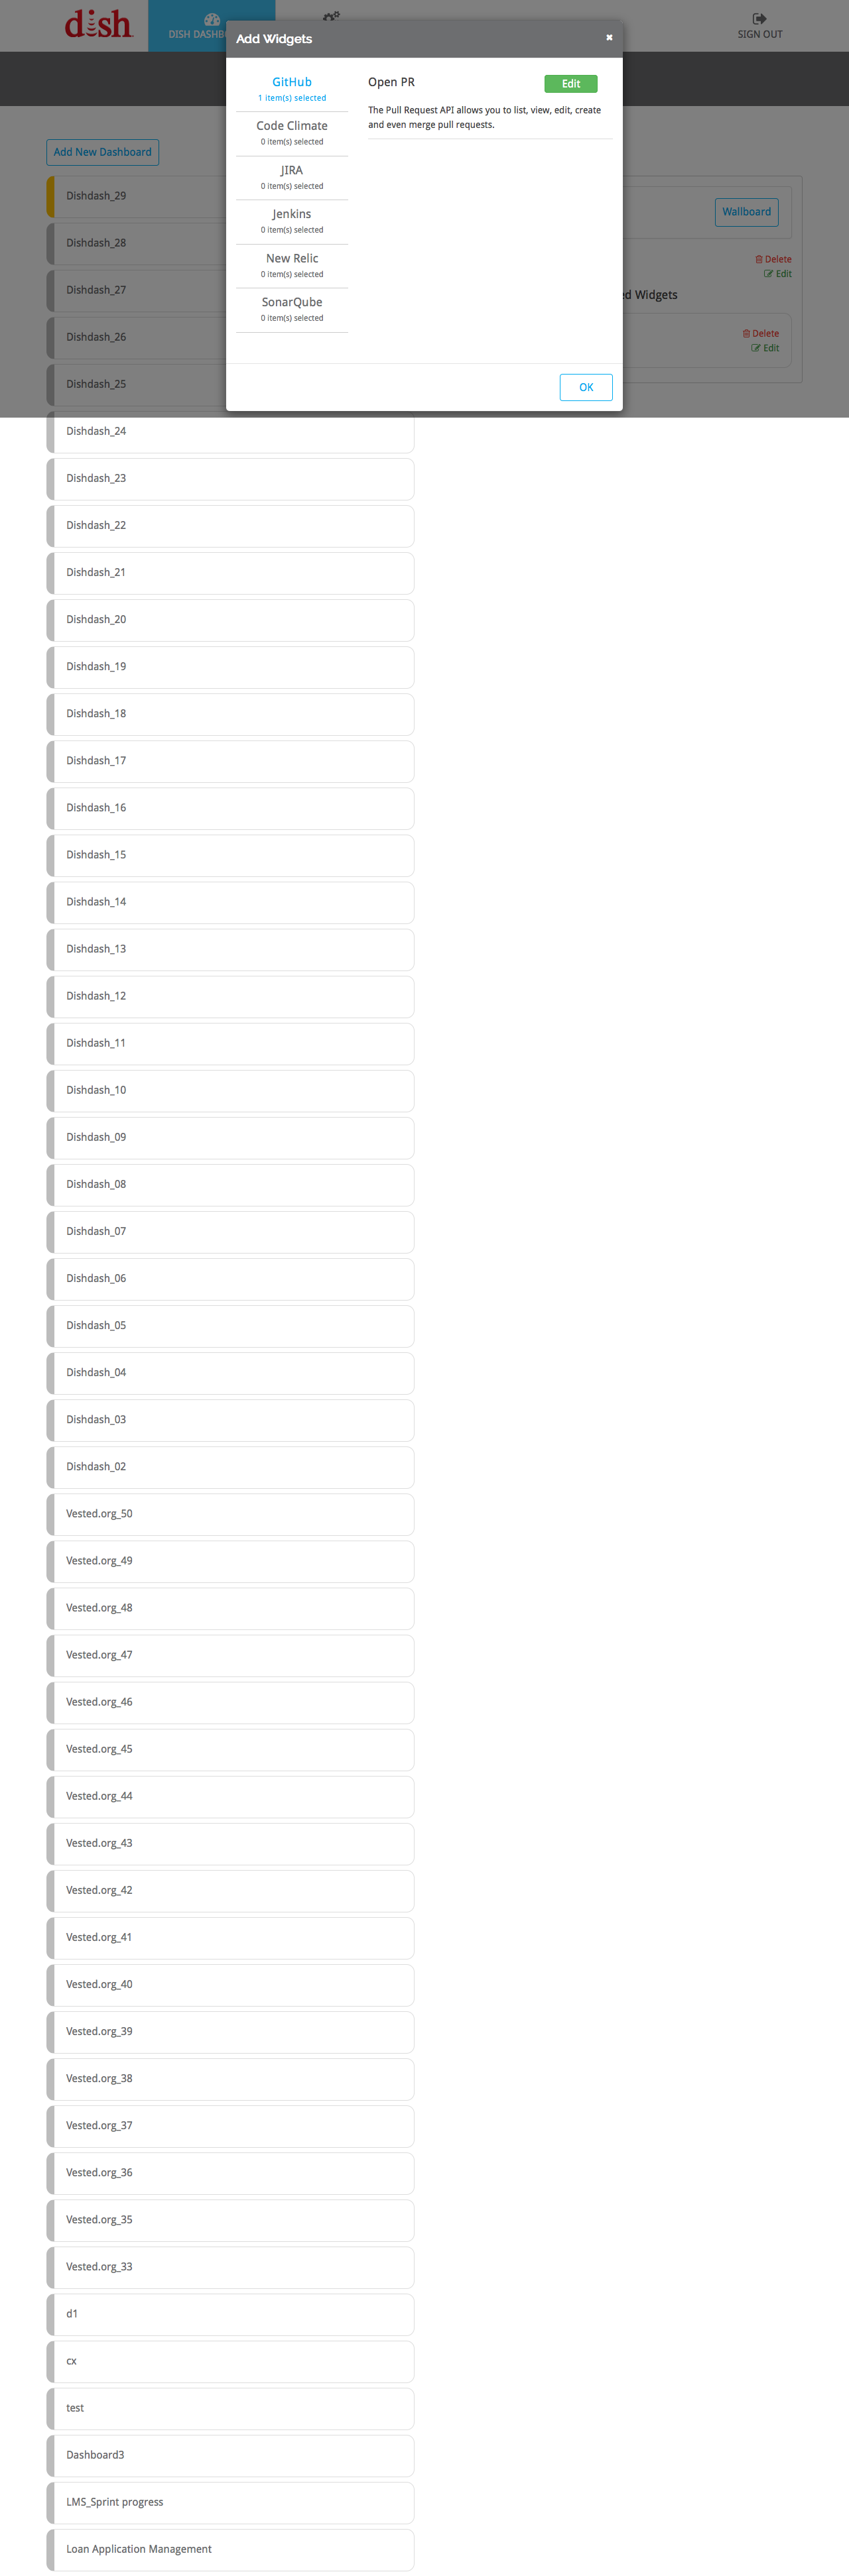 dish
DISH DASHBO
SIGN OUT
Add Widgets
GitHub
1 item(s) selected
Code Climate
0 item(s) selected
JIRA
0 item(s) selected
Jenkins
0 item(s) selected
New Relic
0 item(s) selected
SonarQube
0 item(s) selected
Open PR
Edit
The Pull Request API allows you to list, view, edit, create
and even merge pull requests.
OK
Add New Dashboard
Wallboard
Delete
Edit
ed Widgets
Delete
Edit
Dishdash_29
Dishdash_28
Dishdash_27
Dishdash_26
Dishdash_25
Dishdash_24
Dishdash_23
Dishdash_22
Dishdash_21
Dishdash_20
Dishdash_19
Dishdash_18
Dishdash_17
Dishdash_16
Dishdash_15
Dishdash_14
Dishdash_13
Dishdash_12
Dishdash_11
Dishdash_10
Dishdash_09
Dishdash_08
Dishdash_07
Dishdash_06
Dishdash_05
Dishdash_04
Dishdash_03
Dishdash_02
Vested.org_50
Vested.org_49
Vested.org_48
Vested.org_47
Vested.org_46
Vested.org_45
Vested.org_44
Vested.org_43
Vested.org_42
Vested.org_41
Vested.org_40
Vested.org_39
Vested.org_38
Vested.org_37
Vested.org_36
Vested.org_35
Vested.org_33
d1
cx
test
Dashboard3
LMS_Sprint progress
Loan Application Management